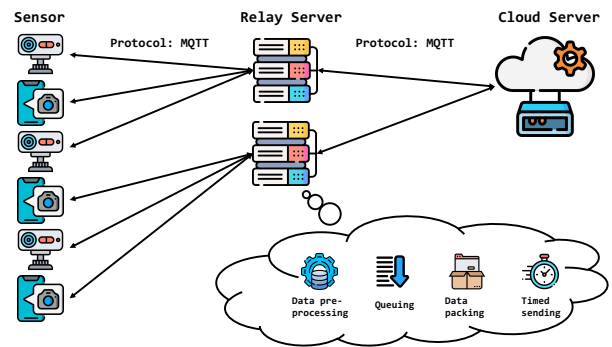 Sensor
Relay Server
Cloud Server
Protocol: MQTT
Protocol: MQTT
Data pre-
processing
Queuing
Data
packing
Timed
sending